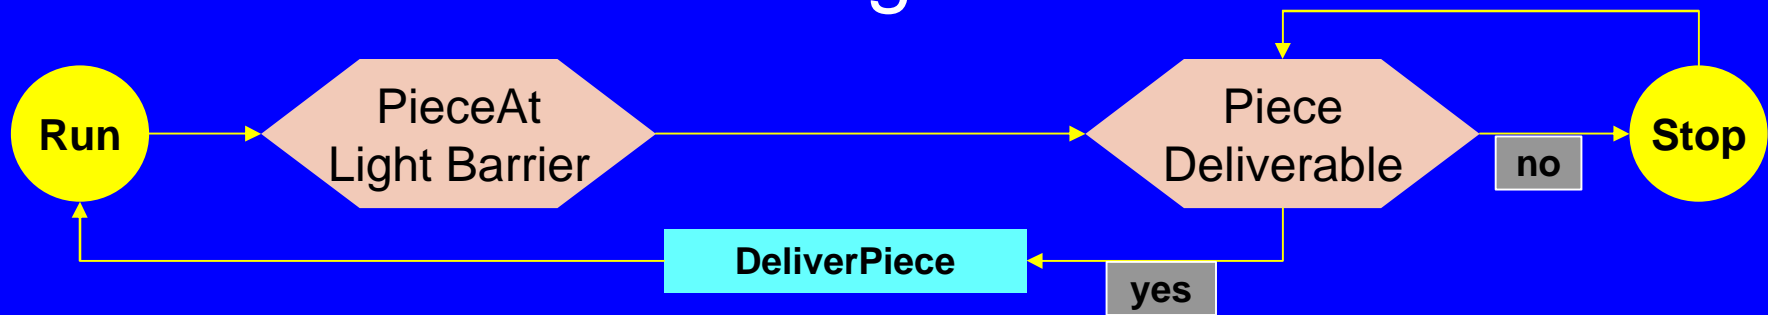 Run
PieceAt
Light Barrier
Piece
Deliverable
no
Stop
DeliverPiece
yes